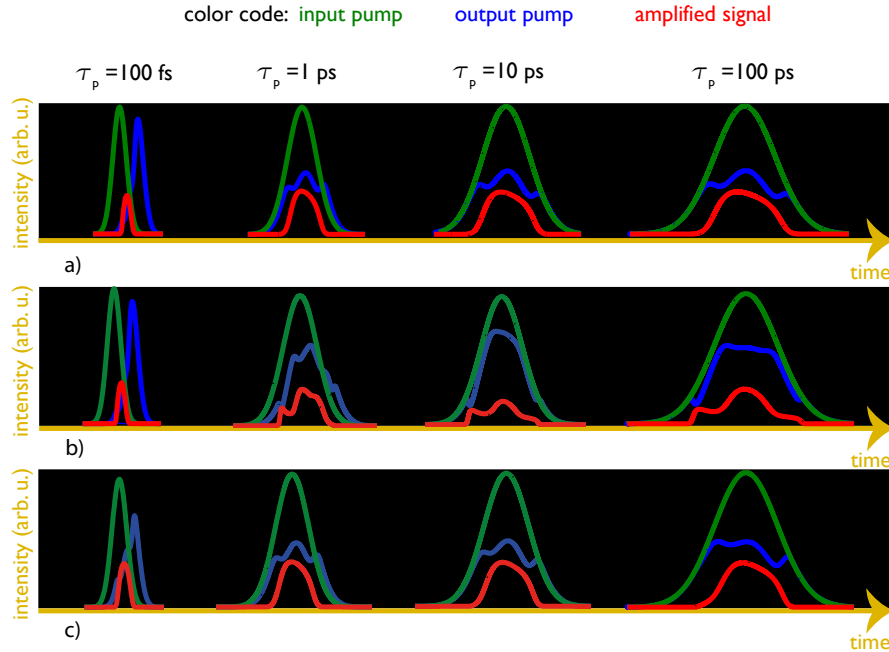 color code: input pump output pump amplified signal
τP =100 fs τP =1 ps τP =10 ps τP =100 ps
intensity (arb. u.)
a)
time
intensity (arb. u.)
b)
time
intensity (arb. u.)
c)
time